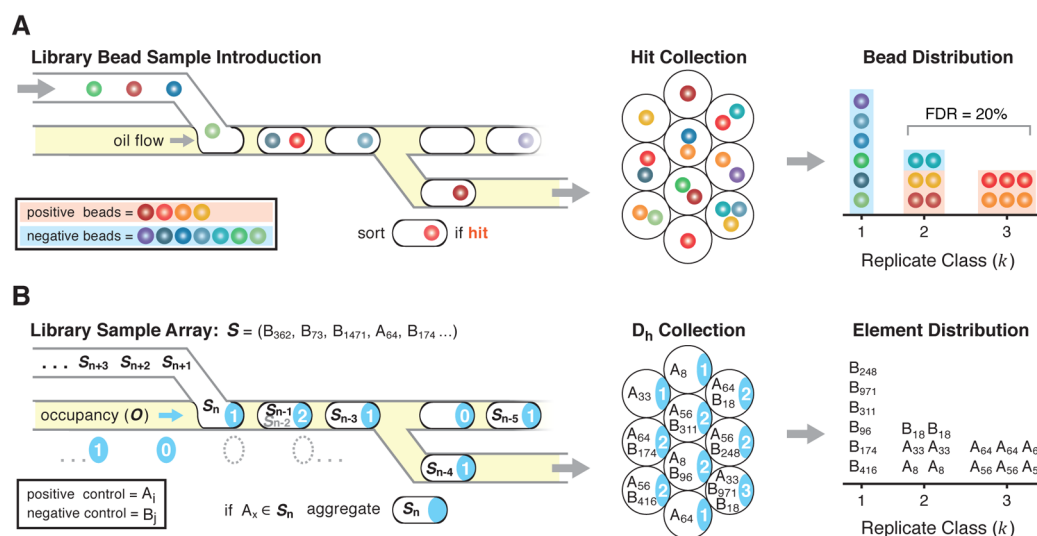 A
Library Bead Sample Introduction
Hit Collection
Bead Distribution
FDR = 20%
oil flow
positive beads =
negative beads =
sort if hit
1 2 3
Replicate Class (k)
B
Library Sample Array: S = (B362, B73, B1471, A64, B174 ...)
Dh Collection
Element Distribution
... Sn+3 Sn+2 Sn+1
occupancy (O)
Sn 1
Sn-1 2
Sn-2
Sn-3 1
0
Sn-5 1
... 1 0 ...
Sn-4 1
positive control = Ai
negative control = Bj
if Ax ∈ Sn aggregate Sn
A8 1
A33 1
A64 2
B18
A56 2
B311
A64 2
B174
A56 2
B248
A8 2
B96
A56 2
B416
A33 3
B971
B18
A64 1
B248
B971
B311
B96 B18 B18
B174 A33 A33 A64 A64 A6
B416 A8 A8 A56 A56 A5
1 2 3
Replicate Class (k)